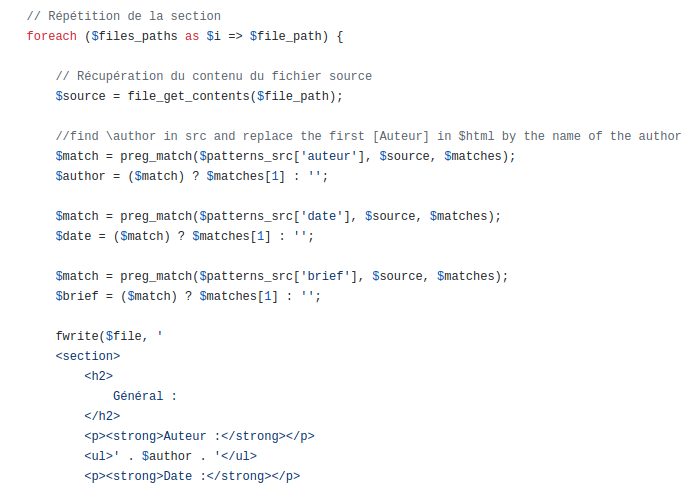 // Répétition de la section
foreach ($files_paths as $i => $file_path) {
// Récupération du contenu du fichier source
$source = file_get_contents($file_path);
//find \author in src and replace the first [Auteur] in $html by the name of the author
$match = preg_match($patterns_src['auteur'], $source, $matches);
$author = ($match) ? $matches[1] : '';
$match = preg_match($patterns_src['date'], $source, $matches);
$date = ($match) ? $matches[1] : '';
$match = preg_match($patterns_src['brief'], $source, $matches);
$brief = ($match) ? $matches[1] : '';
fwrite($file, '
<section>
<h2>
Général :
</h2>
<p><strong>Auteur :</strong></p>
<ul>' . $author . '</ul>
<p><strong>Date :</strong></p>